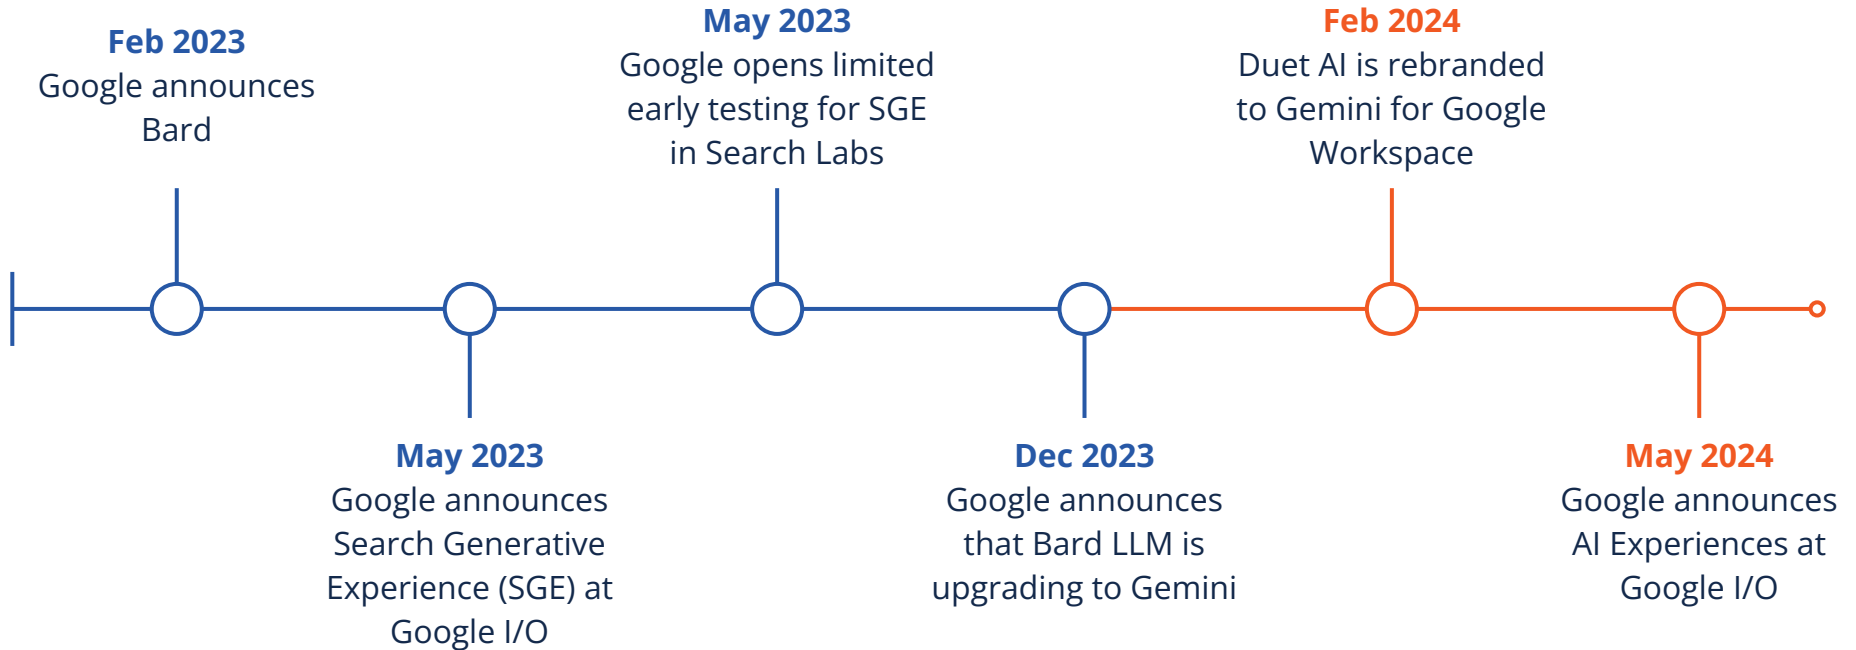 Feb 2023
Google announces
Bard
May 2023
Google announces
Search Generative
Experience (SGE) at
Google I/O
May 2023
Google opens limited
early testing for SGE
in Search Labs
Dec 2023
Google announces
that Bard LLM is
upgrading to Gemini
Feb 2024
Duet AI is rebranded
to Gemini for Google
Workspace
May 2024
Google announces
AI Experiences at
Google I/O